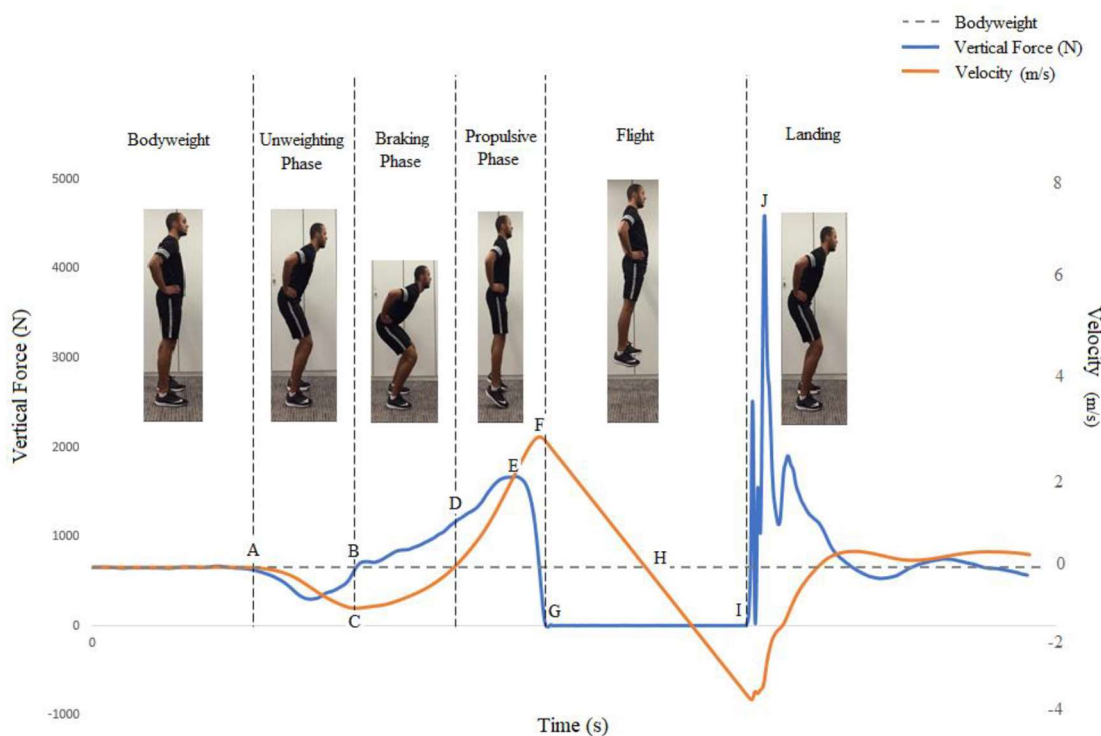 Bodyweight
Vertical Force (N)
Velocity (m/s)
Bodyweight
Unweighting
Phase
Braking
Phase
Propulsive
Phase
Flight
Landing
5000
4000
3000
2000
1000
0
-1000
0
Vertical Force (N)
8
6
4
2
0
-2
-4
Velocity
(m/s)
A
B
C
D
E
F
G
H
I
J
Time (s)